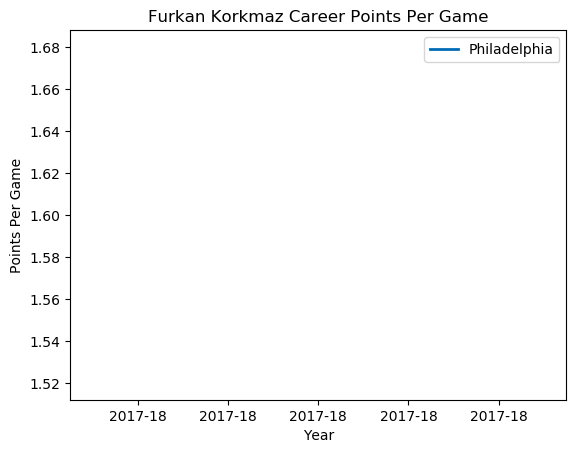 Furkan Korkmaz Career Points Per Game
Philadelphia
Points Per Game
1.68
1.66
1.64
1.62
1.60
1.58
1.56
1.54
1.52
2017-18 2017-18 2017-18 2017-18 2017-18
Year